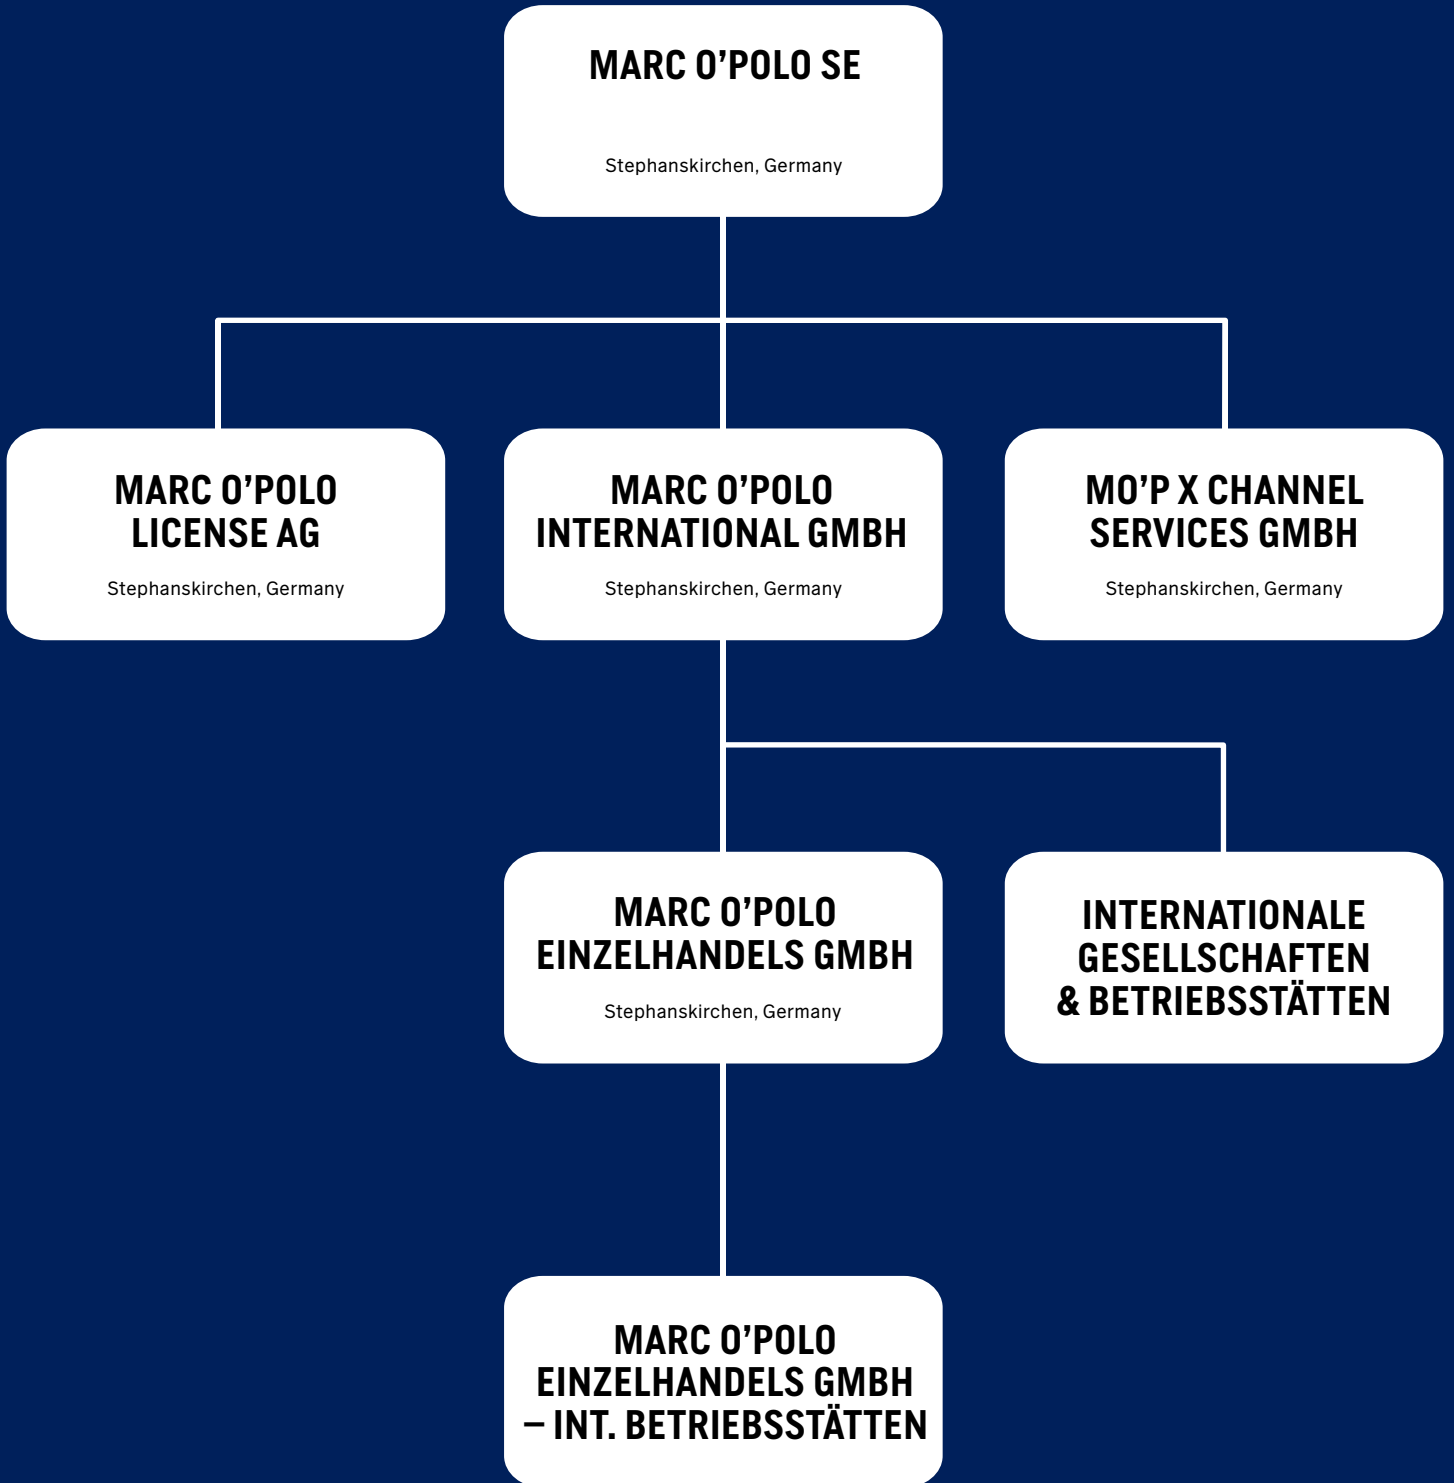 MARC O’POLO SE
Stephanskirchen, Germany
MARC O’POLO
LICENSE AG
Stephanskirchen, Germany
MARC O’POLO
INTERNATIONAL GMBH
Stephanskirchen, Germany
MO’P X CHANNEL
SERVICES GMBH
Stephanskirchen, Germany
MARC O’POLO
EINZELHANDELS GMBH
Stephanskirchen, Germany
INTERNATIONALE
GESELLSCHAFTEN
& BETRIEBSSTÄTTEN
MARC O’POLO
EINZELHANDELS GMBH
– INT. BETRIEBSSTÄTTEN